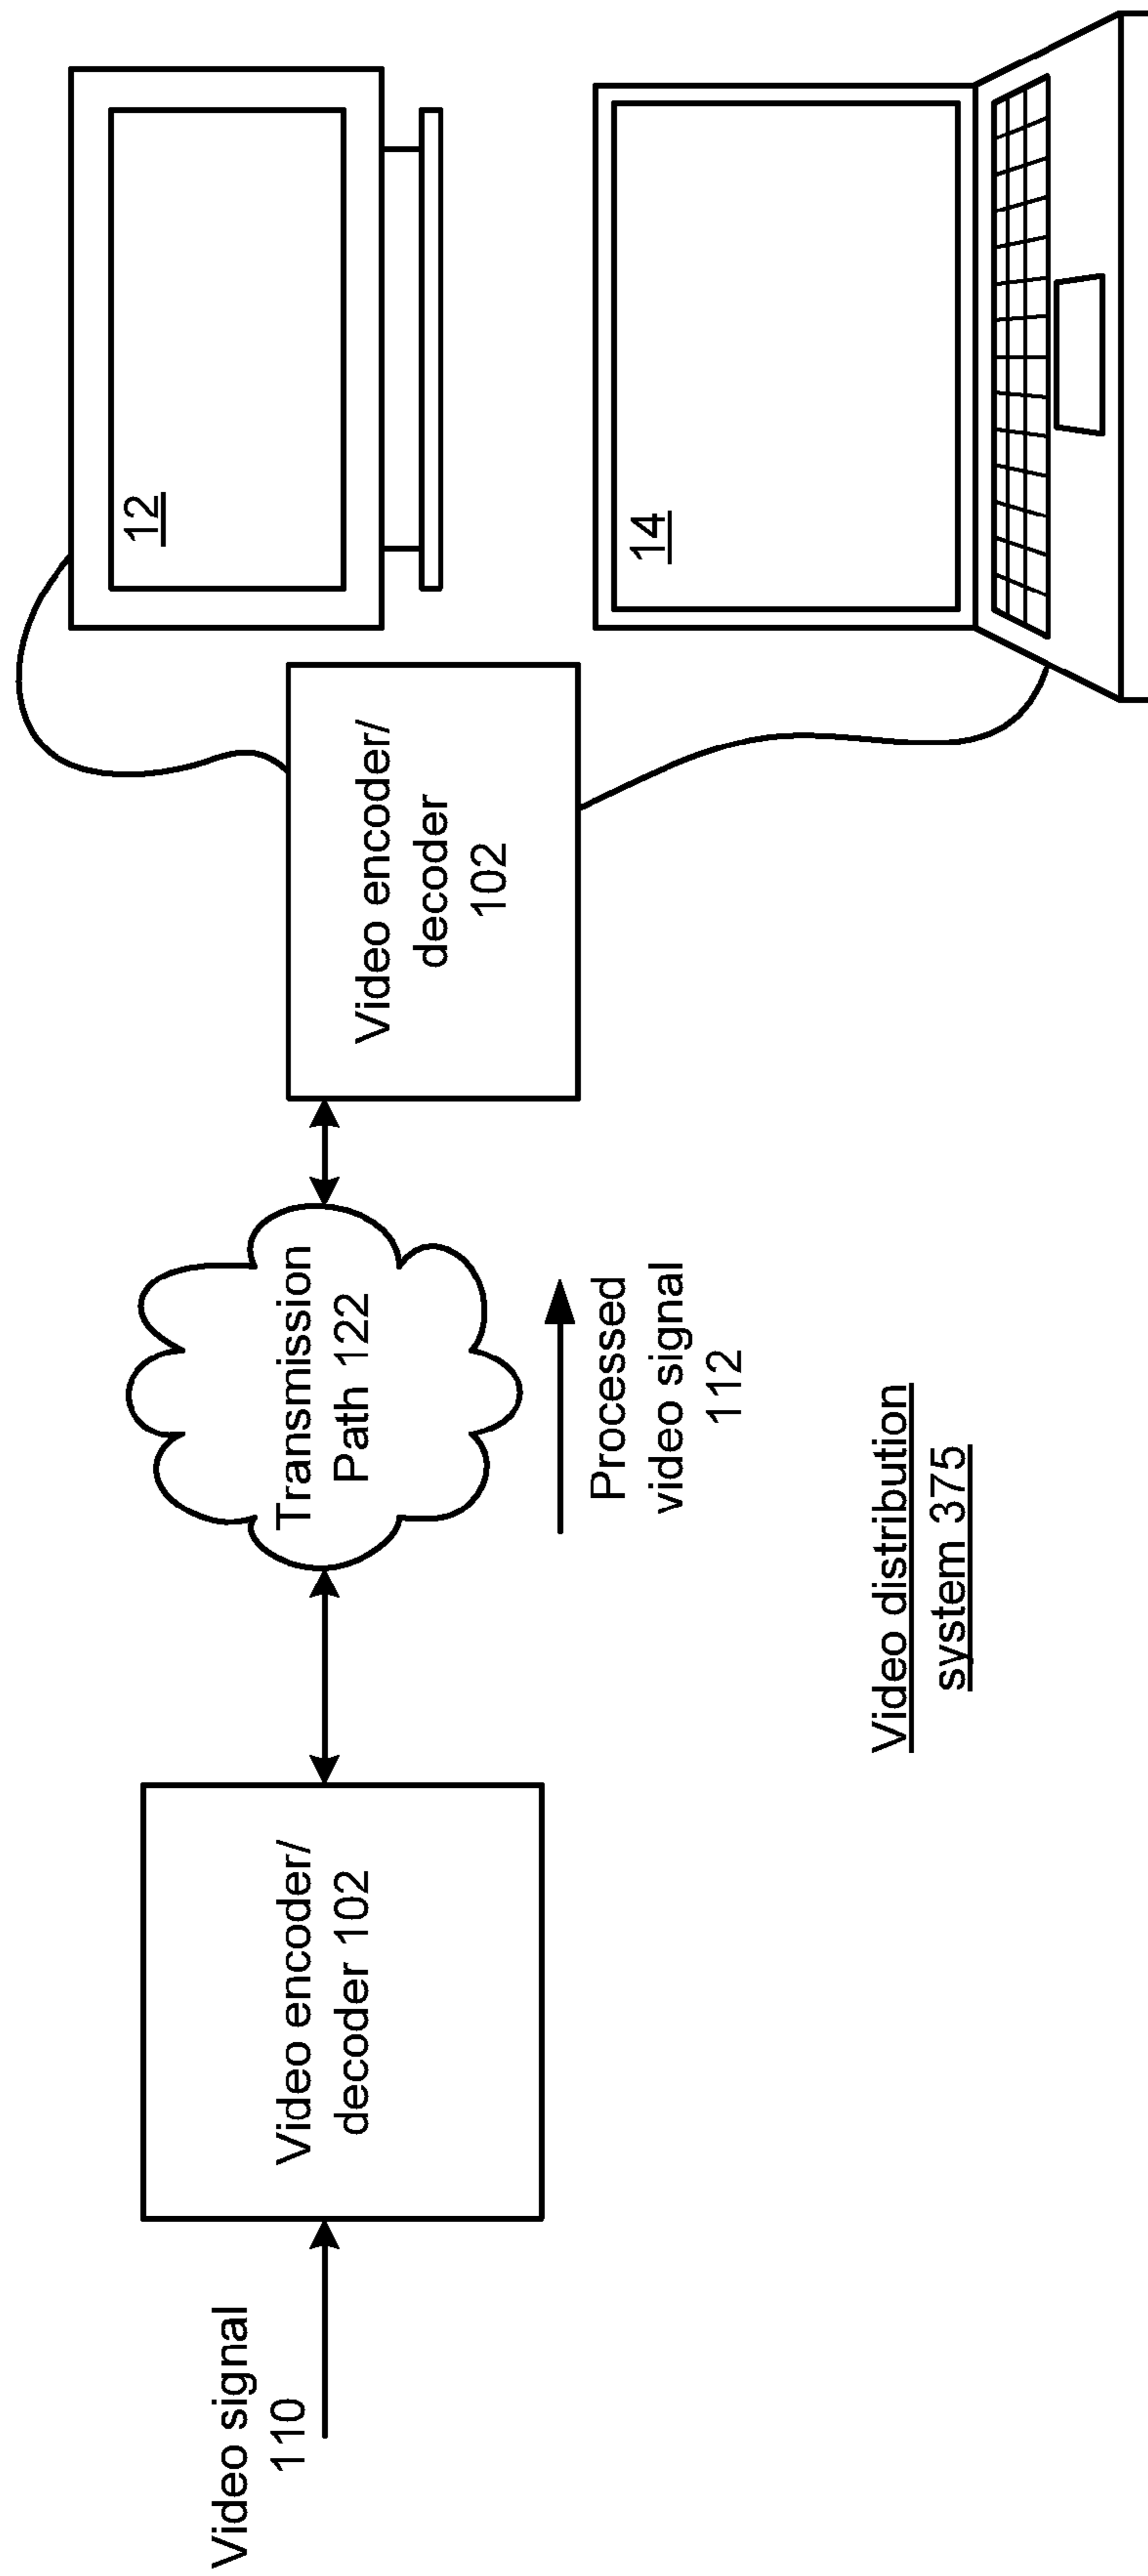 Video signal
110
Video encoder/
decoder 102
Transmission
Path 122
Processed
video signal
112
Video encoder/
decoder
102
12
14
Video distribution
system 375